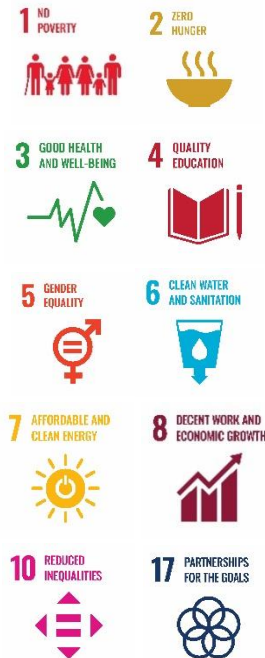 1 NO
POVERTY
2 ZERO
HUNGER
3 GOOD HEALTH
AND WELL-BEING
4 QUALITY
EDUCATION
5 GENDER
EQUALITY
6 CLEAN WATER
AND SANITATION
7 AFFORDABLE AND
CLEAN ENERGY
8 DECENT WORK AND
ECONOMIC GROWTH
10 REDUCED
INEQUALITIES
17 PARTNERSHIPS
FOR THE GOALS